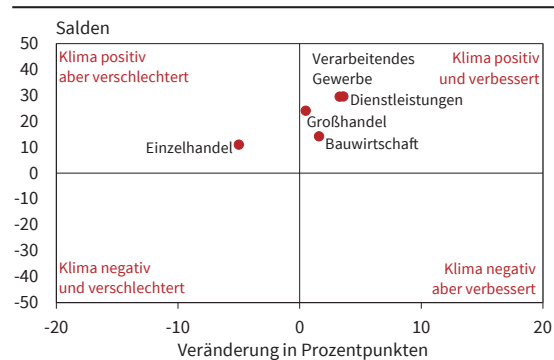 Salden
50
40
30
20
10
0
-10
-20
-30
-40
-50
Klima positiv
aber verschlechtert
Verarbeitendes
Gewerbe
Klima positiv
und verbessert
Dienstleistungen
Großhandel
Einzelhandel
Bauwirtschaft
Klima negativ
und verschlechtert
Klima negativ
aber verbessert
-20
-10
0
10
20
Veränderung in Prozentpunkten